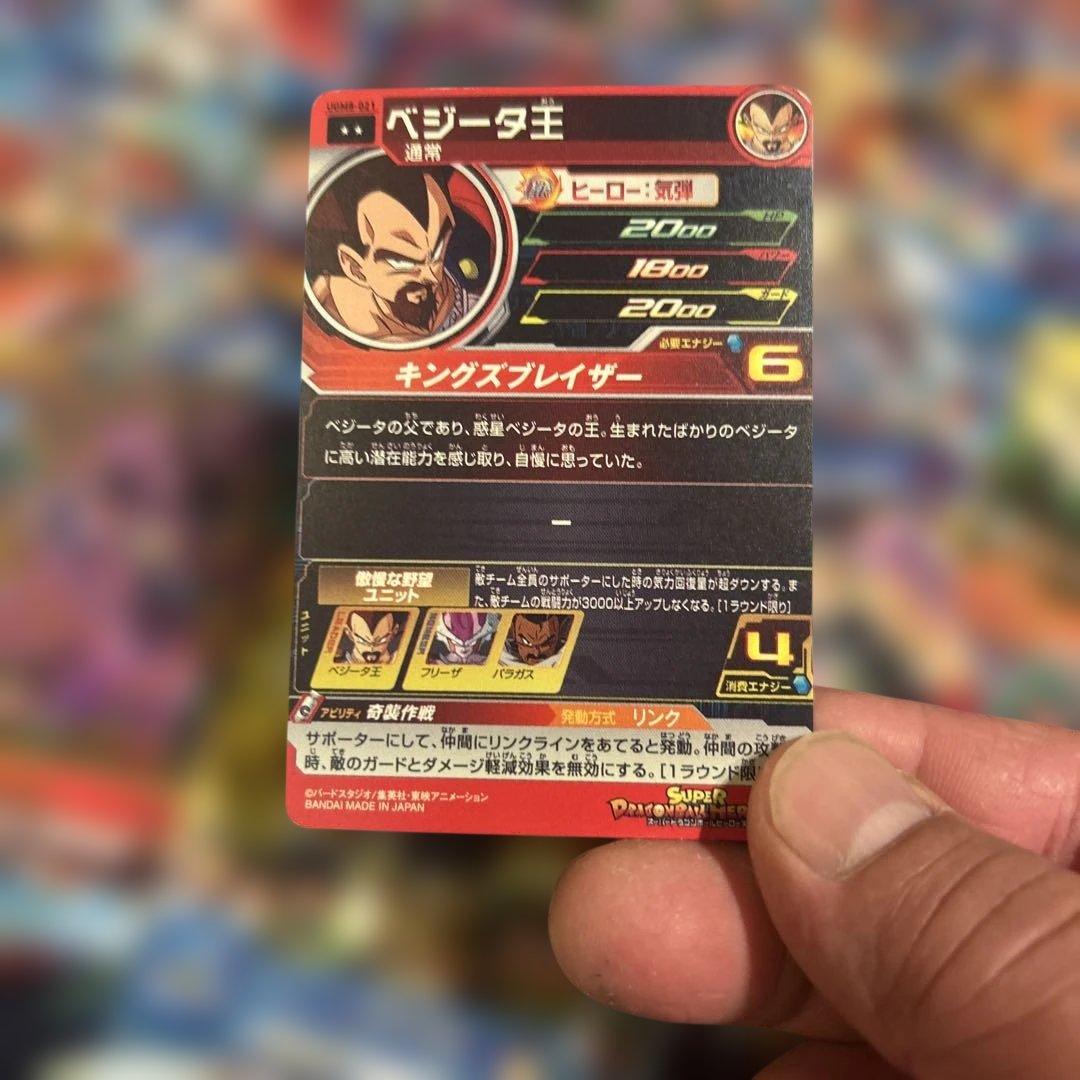 UGM8-021
★★
ベジータ王
通常
ヒーロー:気弾
HP
2000
パワー
1800
ガード
2000
必要エナジー
6
キングズブレイザー
ベジータの父であり、惑星ベジータの王。生まれたばかりのベジータ
に高い潜在能力を感じ取り、自慢に思っていた。
ー
ユニット
傲慢な野望
ユニット
敵チーム全員のサポーターにした時の気力回復量が超ダウンする。ま
た、敵チームの戦闘力が3000以上アップしなくなる。[1ラウンド限り]
ベジータ王
フリーザ
パラガス
4
消費エナジー
アビリティ 奇襲作戦
発動方式 リンク
サポーターにして、仲間にリンクラインをあてると発動。仲間の攻
時、敵のガードとダメージ軽減効果を無効にする。[1ラウンド限
©バードスタジオ/集英社・東映アニメーション
BANDAI MADE IN JAPAN
SUPER
DRAGONBALL HER